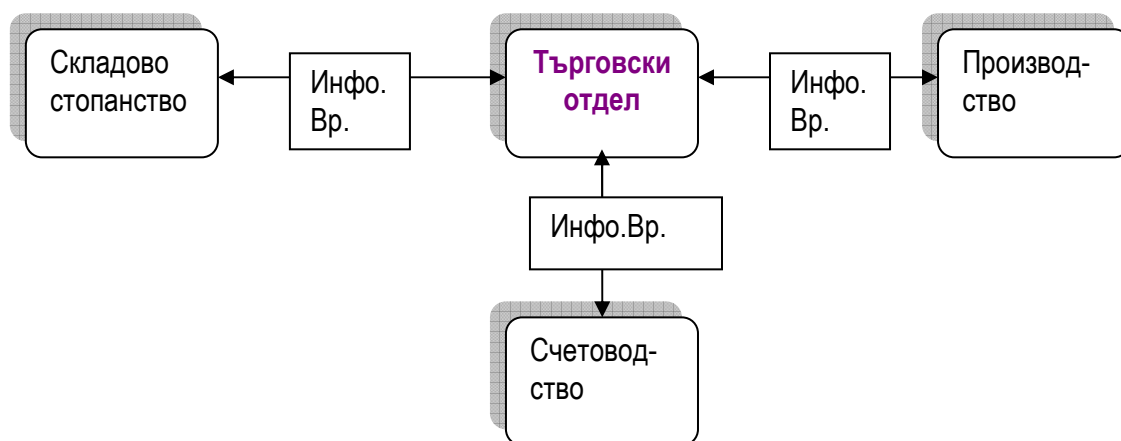 Складово
стопанство
Инфо.
Вр.
Търговски
отдел
Инфо.
Вр.
Производ-
ство
Инфо.Вр.
Счетовод-
ство